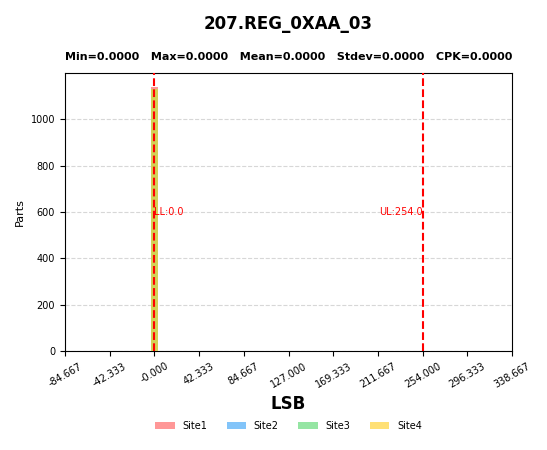 207.REG_0XAA_03
Min=0.0000 Max=0.0000 Mean=0.0000 Stdev=0.0000 CPK=0.0000
1000
800
600
400
200
0
Parts
LL:0.0
UL:254.0
-84.667 -42.333 -0.000 42.333 84.667 127.000 169.333 211.667 254.000 296.333 338.667
LSB
Site1 Site2 Site3 Site4